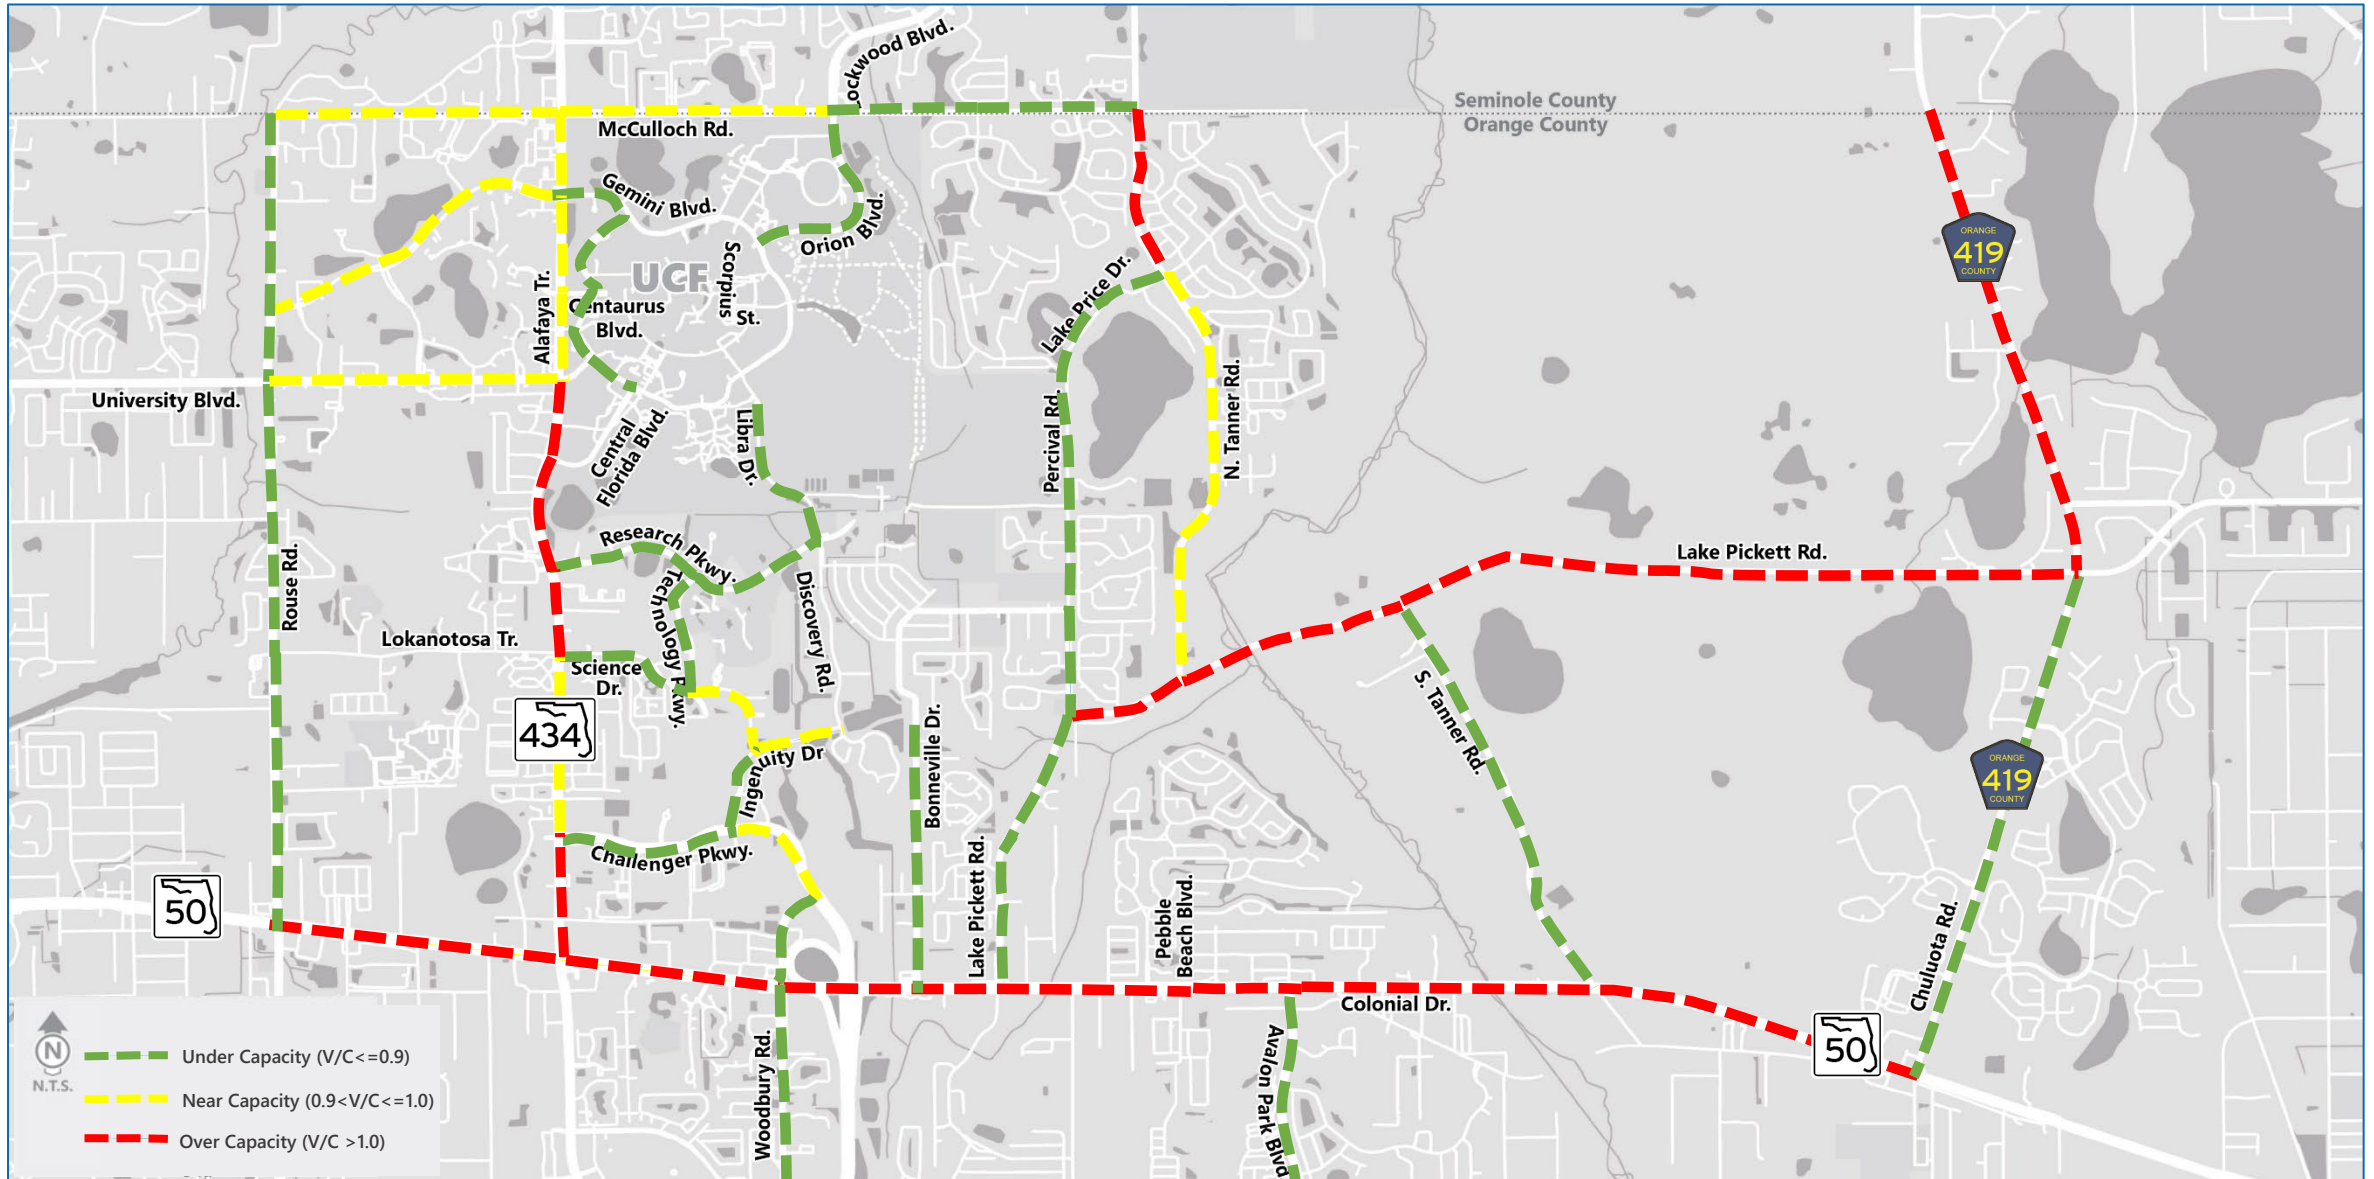 Lockwood Blvd.
Seminole County
Orange County
McCulloch Rd.
Gemini Blvd.
Orion Blvd.
Scorpius
St.
UCF
Centaurus
Blvd.
Alafaya Tr.
Lake Price Dr.
ORANGE
419
COUNTY
University Blvd.
Central
Florida Blvd.
Libra Dr.
Percival Rd.
N. Tanner Rd.
Research Pkwy.
Technology Pkwy.
Discovery Rd.
Lake Pickett Rd.
Rouse Rd.
Lokanotosa Tr.
Science
Dr.
434
Ingenuity Dr
Bonneville Dr.
S. Tanner Rd.
ORANGE
419
COUNTY
Challenger Pkwy.
50
Lake Pickett Rd.
Pebble
Beach Blvd.
Chuluota Rd.
Colonial Dr.
50
Woodbury Rd.
Avalon Park Blvd
N
N.T.S.
Under Capacity (V/C<=0.9)
Near Capacity (0.9<V/C<=1.0)
Over Capacity (V/C >1.0)